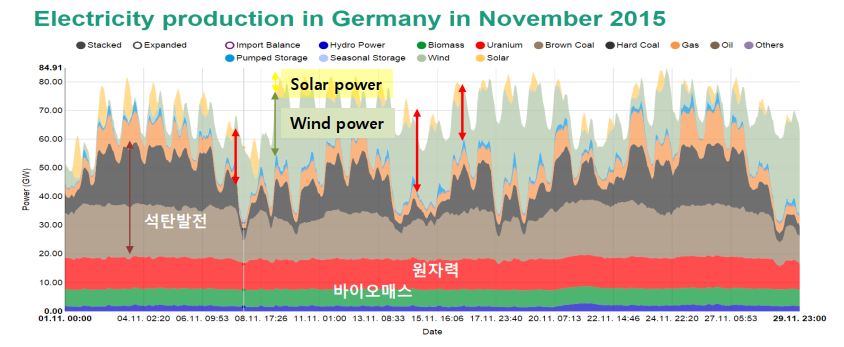 Electricity production in Germany in November 2015
Stacked Expanded Import Balance Hydro Power Biomass Uranium Brown Coal Hard Coal Gas Oil Others
Pumped Storage Seasonal Storage Wind Solar
84.91
80.00
70.00
60.00
50.00
40.00
30.00
20.00
10.00
0.00
Power (GW)
Solar power
Wind power
석탄발전
원자력
바이오매스
01.11. 00:00 04.11. 02:20 06.11. 09:53 08.11. 17:26 11.11. 01:00 13.11. 08:33 15.11. 16:06 17.11. 23:40 20.11. 07:13 22.11. 14:46 24.11. 22:20 27.11. 05:53 29.11. 23:00
Date